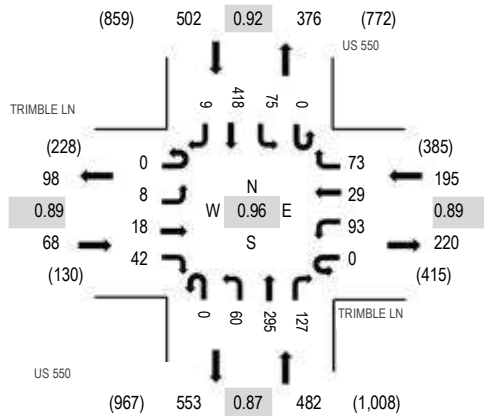 (859) 502 0.92 376 (772)
US 550
TRIMBLE LN
9 418 75 0
(228) 0 73 (385)
98 8 29 195
N
0.89 W 0.96 E 0.89
18 93
S
68 42 0 220
(130) (415)
0 60 295 127
TRIMBLE LN
US 550
(967) 553 0.87 482 (1,008)